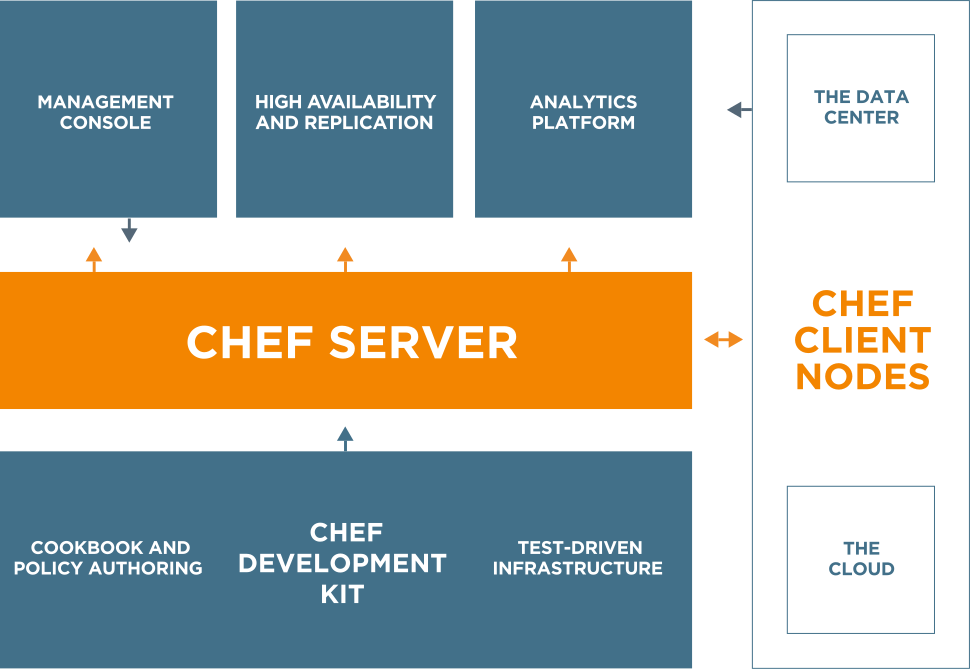 MANAGEMENT
CONSOLE
HIGH AVAILABILITY
AND REPLICATION
ANALYTICS
PLATFORM
THE DATA
CENTER
CHEF SERVER
CHEF
CLIENT
NODES
COOKBOOK AND
POLICY AUTHORING
CHEF
DEVELOPMENT
KIT
TEST-DRIVEN
INFRASTRUCTURE
THE
CLOUD